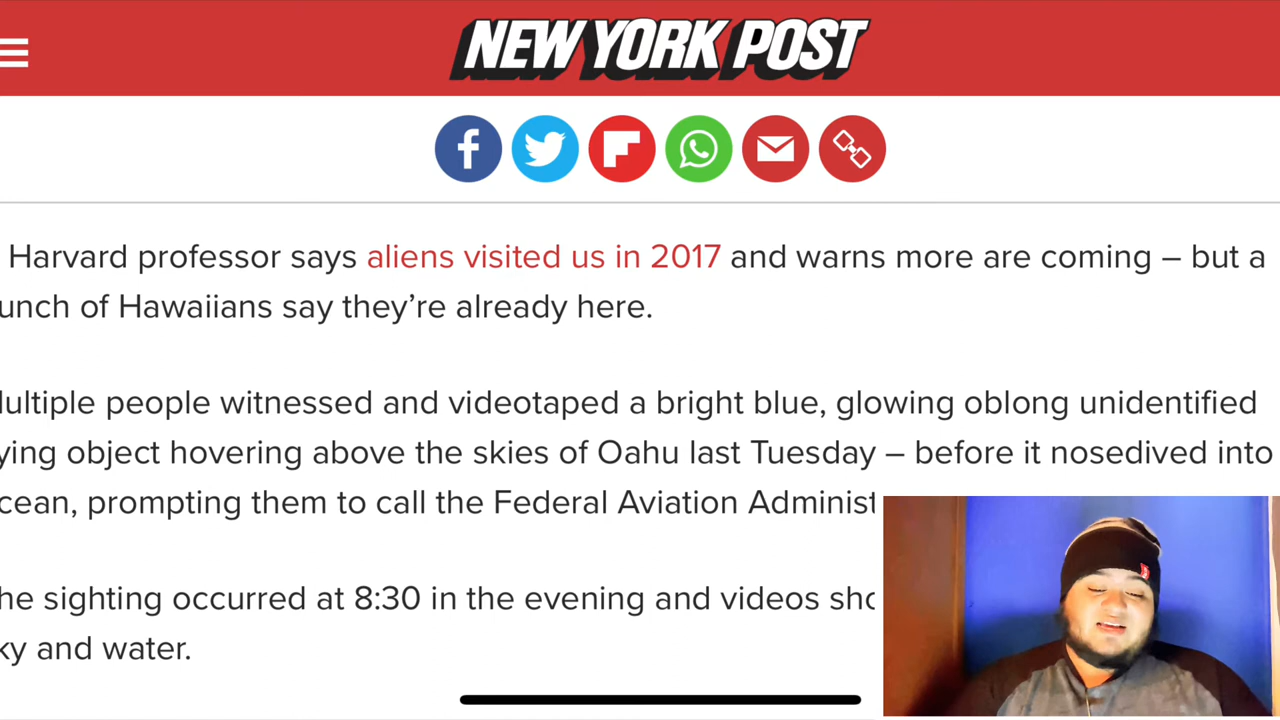 NEW YORK POST
Harvard professor says aliens visited us in 2017 and warns more are coming – but a
unch of Hawaiians say they’re already here.
ultiple people witnessed and videotaped a bright blue, glowing oblong unidentified
ying object hovering above the skies of Oahu last Tuesday – before it nosedived into
cean, prompting them to call the Federal Aviation Administ
he sighting occurred at 8:30 in the evening and videos sho
ky and water.